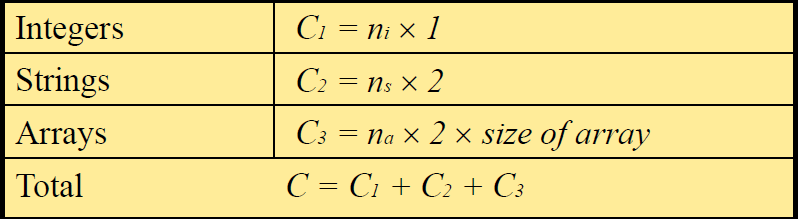 Integers C₁ = nᵢ × 1
Strings C₂ = nₛ × 2
Arrays C₃ = nₐ × 2 × size of array
Total C = C₁ + C₂ + C₃